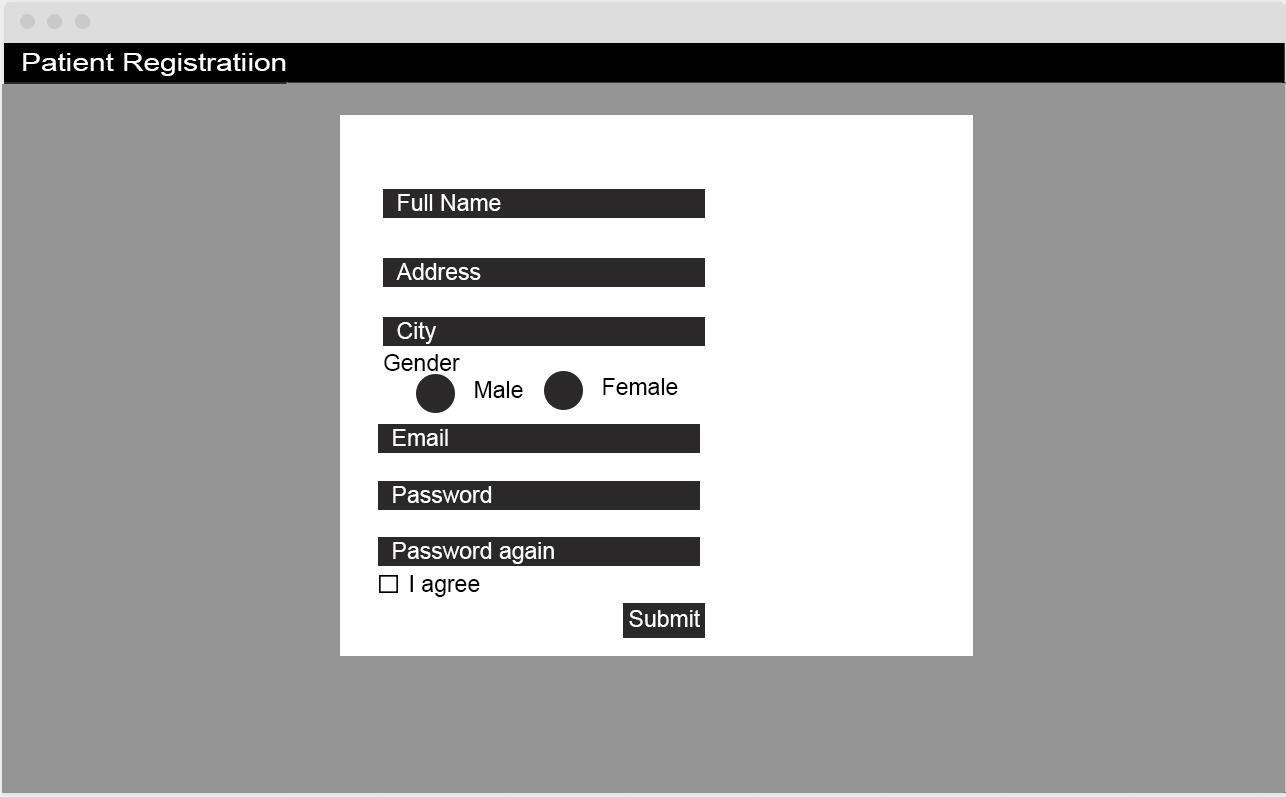 Patient Registratiion
Full Name
Address
City
Gender
Male Female
Email
Password
Password again
I agree
Submit